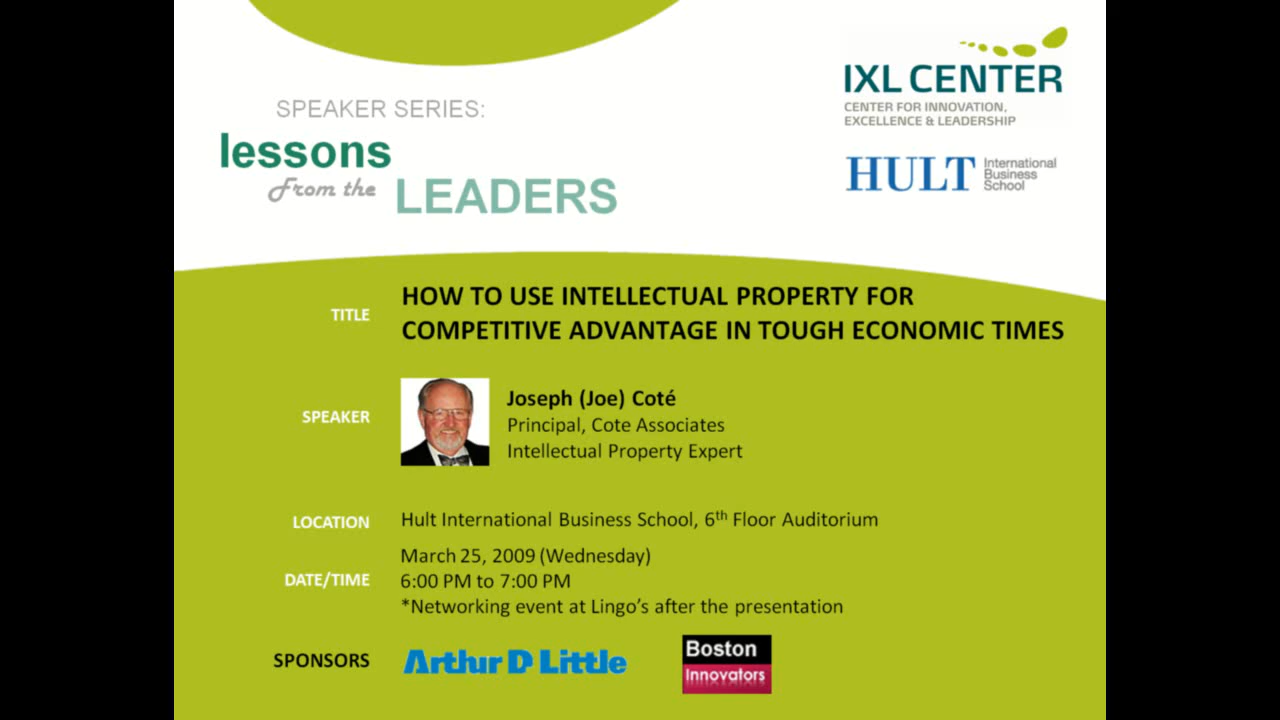 SPEAKER SERIES:
lessons
From the
LEADERS
IXL CENTER
CENTER FOR INNOVATION,
EXCELLENCE & LEADERSHIP
HULT
International
Business
School
TITLE
HOW TO USE INTELLECTUAL PROPERTY FOR
COMPETITIVE ADVANTAGE IN TOUGH ECONOMIC TIMES
SPEAKER
Joseph (Joe) Coté
Principal, Cote Associates
Intellectual Property Expert
LOCATION
Hult International Business School, 6th Floor Auditorium
DATE/TIME
March 25, 2009 (Wednesday)
6:00 PM to 7:00 PM
*Networking event at Lingo's after the presentation
SPONSORS
Arthur D Little
Boston
Innovators